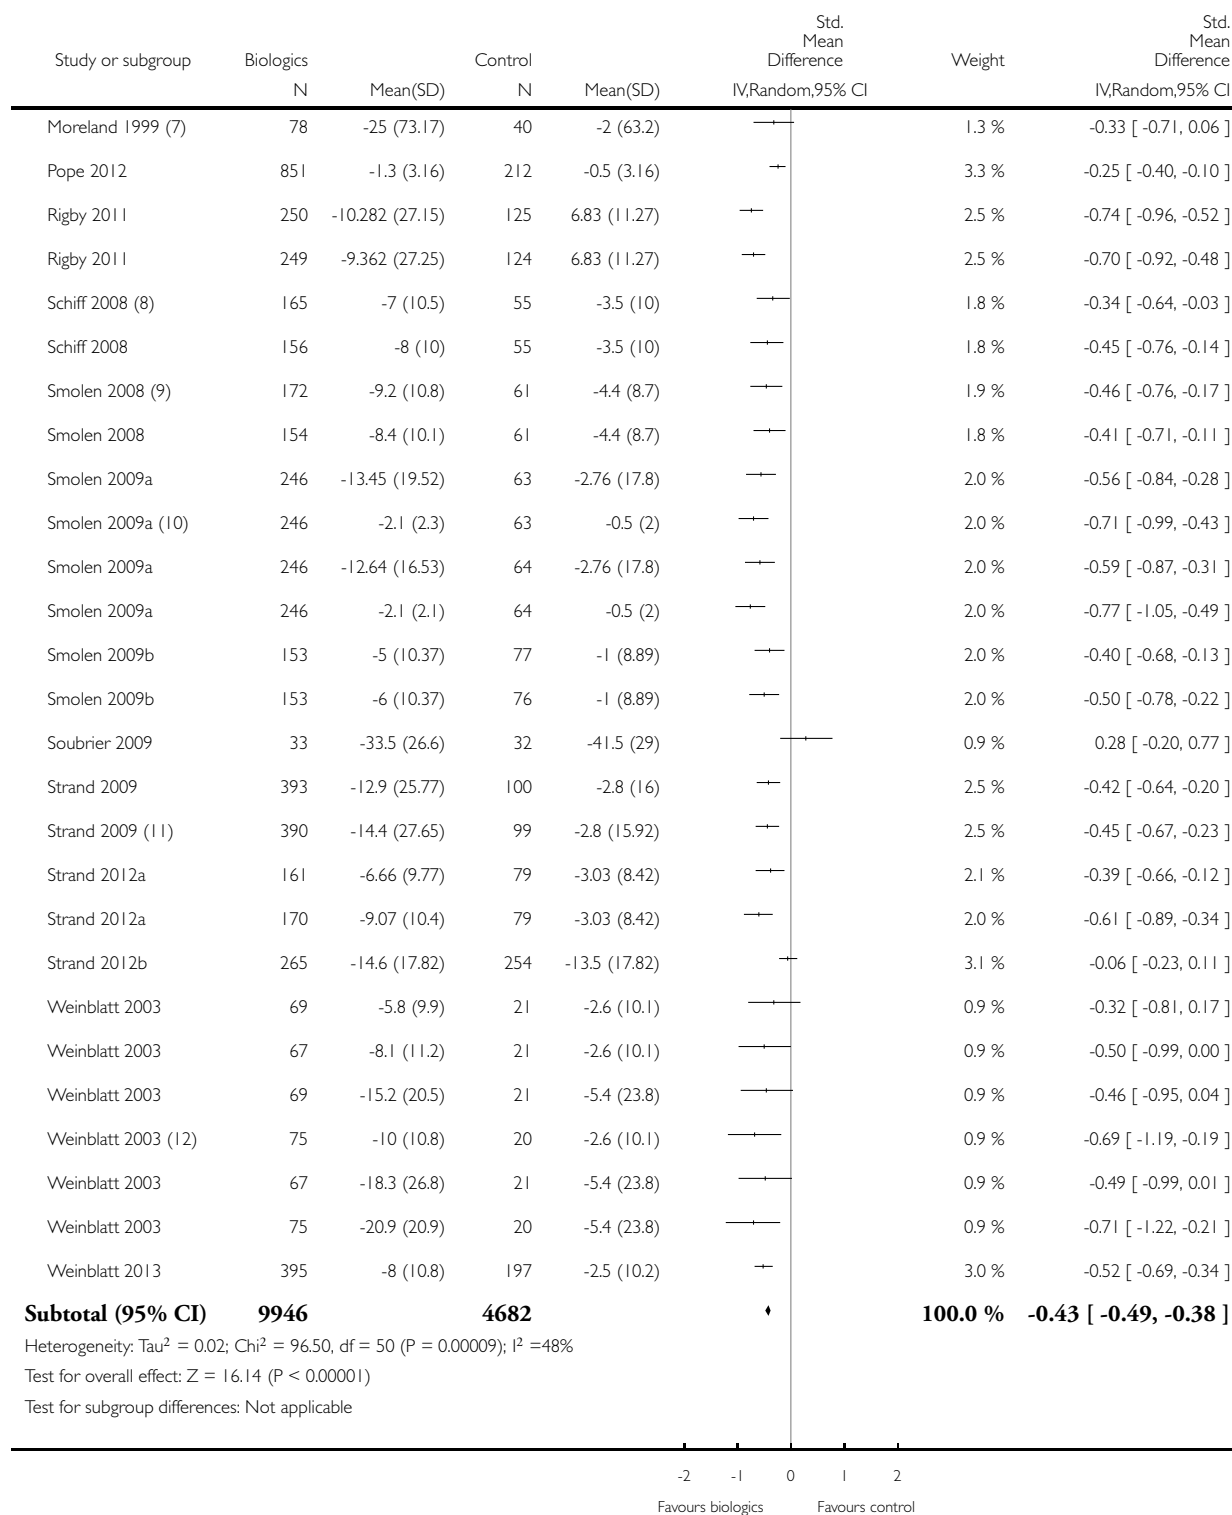 Std.
Mean
Difference
Std.
Mean
Difference
Study or subgroup Biologics Control Weight
N Mean(SD) N Mean(SD) IV,Random,95% CI IV,Random,95% CI
Moreland 1999 (7) 78 -25 (73.17) 40 -2 (63.2) 1.3 % -0.33 [ -0.71, 0.06 ]
Pope 2012 851 -1.3 (3.16) 212 -0.5 (3.16) 3.3 % -0.25 [ -0.40, -0.10 ]
Rigby 2011 250 -10.282 (27.15) 125 6.83 (11.27) 2.5 % -0.74 [ -0.96, -0.52 ]
Rigby 2011 249 -9.362 (27.25) 124 6.83 (11.27) 2.5 % -0.70 [ -0.92, -0.48 ]
Schiff 2008 (8) 165 -7 (10.5) 55 -3.5 (10) 1.8 % -0.34 [ -0.64, -0.03 ]
Schiff 2008 156 -8 (10) 55 -3.5 (10) 1.8 % -0.45 [ -0.76, -0.14 ]
Smolen 2008 (9) 172 -9.2 (10.8) 61 -4.4 (8.7) 1.9 % -0.46 [ -0.76, -0.17 ]
Smolen 2008 154 -8.4 (10.1) 61 -4.4 (8.7) 1.8 % -0.41 [ -0.71, -0.11 ]
Smolen 2009a 246 -13.45 (19.52) 63 -2.76 (17.8) 2.0 % -0.56 [ -0.84, -0.28 ]
Smolen 2009a (10) 246 -2.1 (2.3) 63 -0.5 (2) 2.0 % -0.71 [ -0.99, -0.43 ]
Smolen 2009a 246 -12.64 (16.53) 64 -2.76 (17.8) 2.0 % -0.59 [ -0.87, -0.31 ]
Smolen 2009a 246 -2.1 (2.1) 64 -0.5 (2) 2.0 % -0.77 [ -1.05, -0.49 ]
Smolen 2009b 153 -5 (10.37) 77 -1 (8.89) 2.0 % -0.40 [ -0.68, -0.13 ]
Smolen 2009b 153 -6 (10.37) 76 -1 (8.89) 2.0 % -0.50 [ -0.78, -0.22 ]
Soubrier 2009 33 -33.5 (26.6) 32 -41.5 (29) 0.9 % 0.28 [ -0.20, 0.77 ]
Strand 2009 393 -12.9 (25.77) 100 -2.8 (16) 2.5 % -0.42 [ -0.64, -0.20 ]
Strand 2009 (11) 390 -14.4 (27.65) 99 -2.8 (15.92) 2.5 % -0.45 [ -0.67, -0.23 ]
Strand 2012a 161 -6.66 (9.77) 79 -3.03 (8.42) 2.1 % -0.39 [ -0.66, -0.12 ]
Strand 2012a 170 -9.07 (10.4) 79 -3.03 (8.42) 2.0 % -0.61 [ -0.89, -0.34 ]
Strand 2012b 265 -14.6 (17.82) 254 -13.5 (17.82) 3.1 % -0.06 [ -0.23, 0.11 ]
Weinblatt 2003 69 -5.8 (9.9) 21 -2.6 (10.1) 0.9 % -0.32 [ -0.81, 0.17 ]
Weinblatt 2003 67 -8.1 (11.2) 21 -2.6 (10.1) 0.9 % -0.50 [ -0.99, 0.00 ]
Weinblatt 2003 69 -15.2 (20.5) 21 -5.4 (23.8) 0.9 % -0.46 [ -0.95, 0.04 ]
Weinblatt 2003 (12) 75 -10 (10.8) 20 -2.6 (10.1) 0.9 % -0.69 [ -1.19, -0.19 ]
Weinblatt 2003 67 -18.3 (26.8) 21 -5.4 (23.8) 0.9 % -0.49 [ -0.99, 0.01 ]
Weinblatt 2003 75 -20.9 (20.9) 20 -5.4 (23.8) 0.9 % -0.71 [ -1.22, -0.21 ]
Weinblatt 2013 395 -8 (10.8) 197 -2.5 (10.2) 3.0 % -0.52 [ -0.69, -0.34 ]
Subtotal (95% CI) 9946 4682 100.0 % -0.43 [ -0.49, -0.38 ]
Heterogeneity: Tau² = 0.02; Chi² = 96.50, df = 50 (P = 0.00009); I² =48%
Test for overall effect: Z = 16.14 (P < 0.00001)
Test for subgroup differences: Not applicable
-2 -1 0 1 2
Favours biologics Favours control